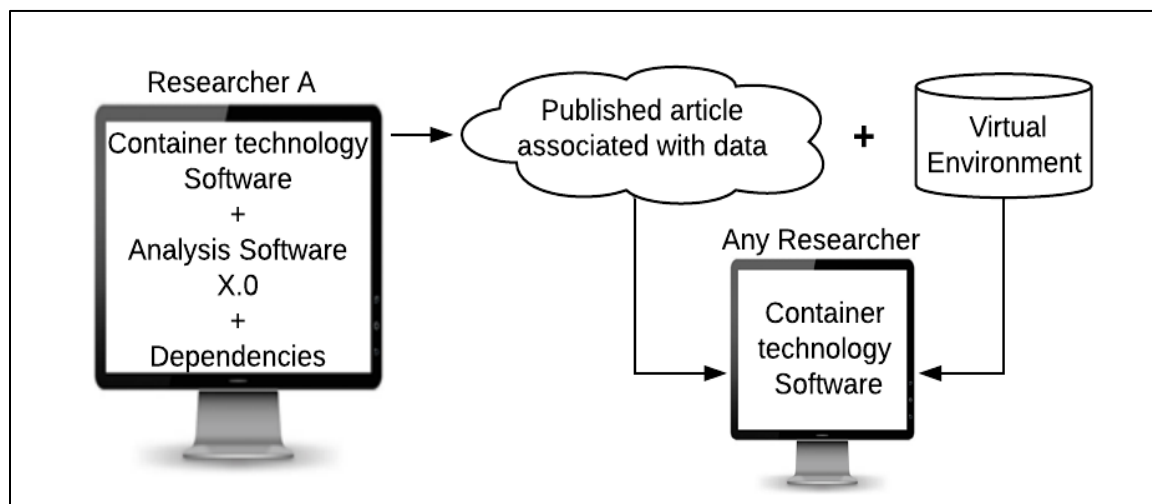 Researcher A
Container technology
Software
+
Analysis Software
X.0
+
Dependencies
Published article
associated with data
+
Virtual
Environment
Any Researcher
Container
technology
Software